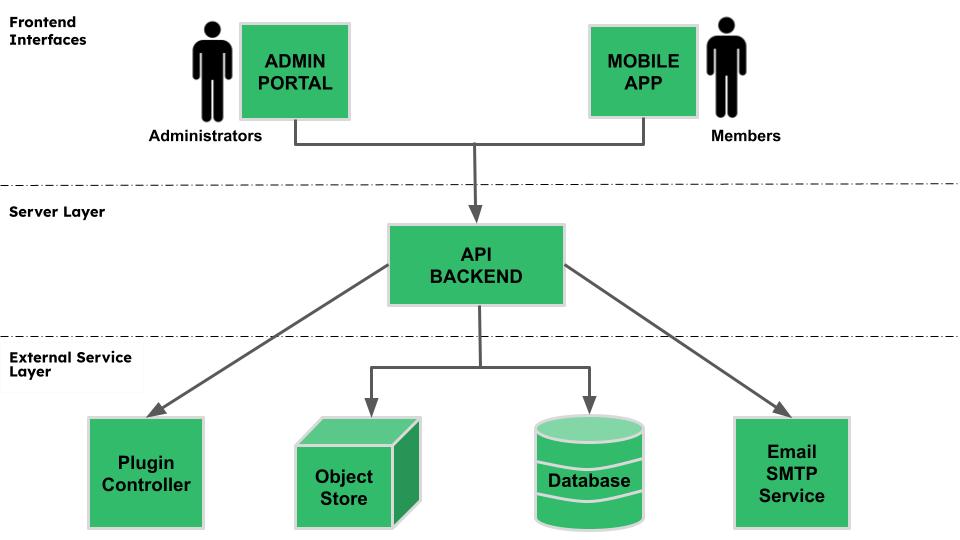 Frontend
Interfaces
ADMIN
PORTAL
MOBILE
APP
Administrators
Members
Server Layer
API
BACKEND
External Service
Layer
Plugin
Controller
Object
Store
Database
Email
SMTP
Service